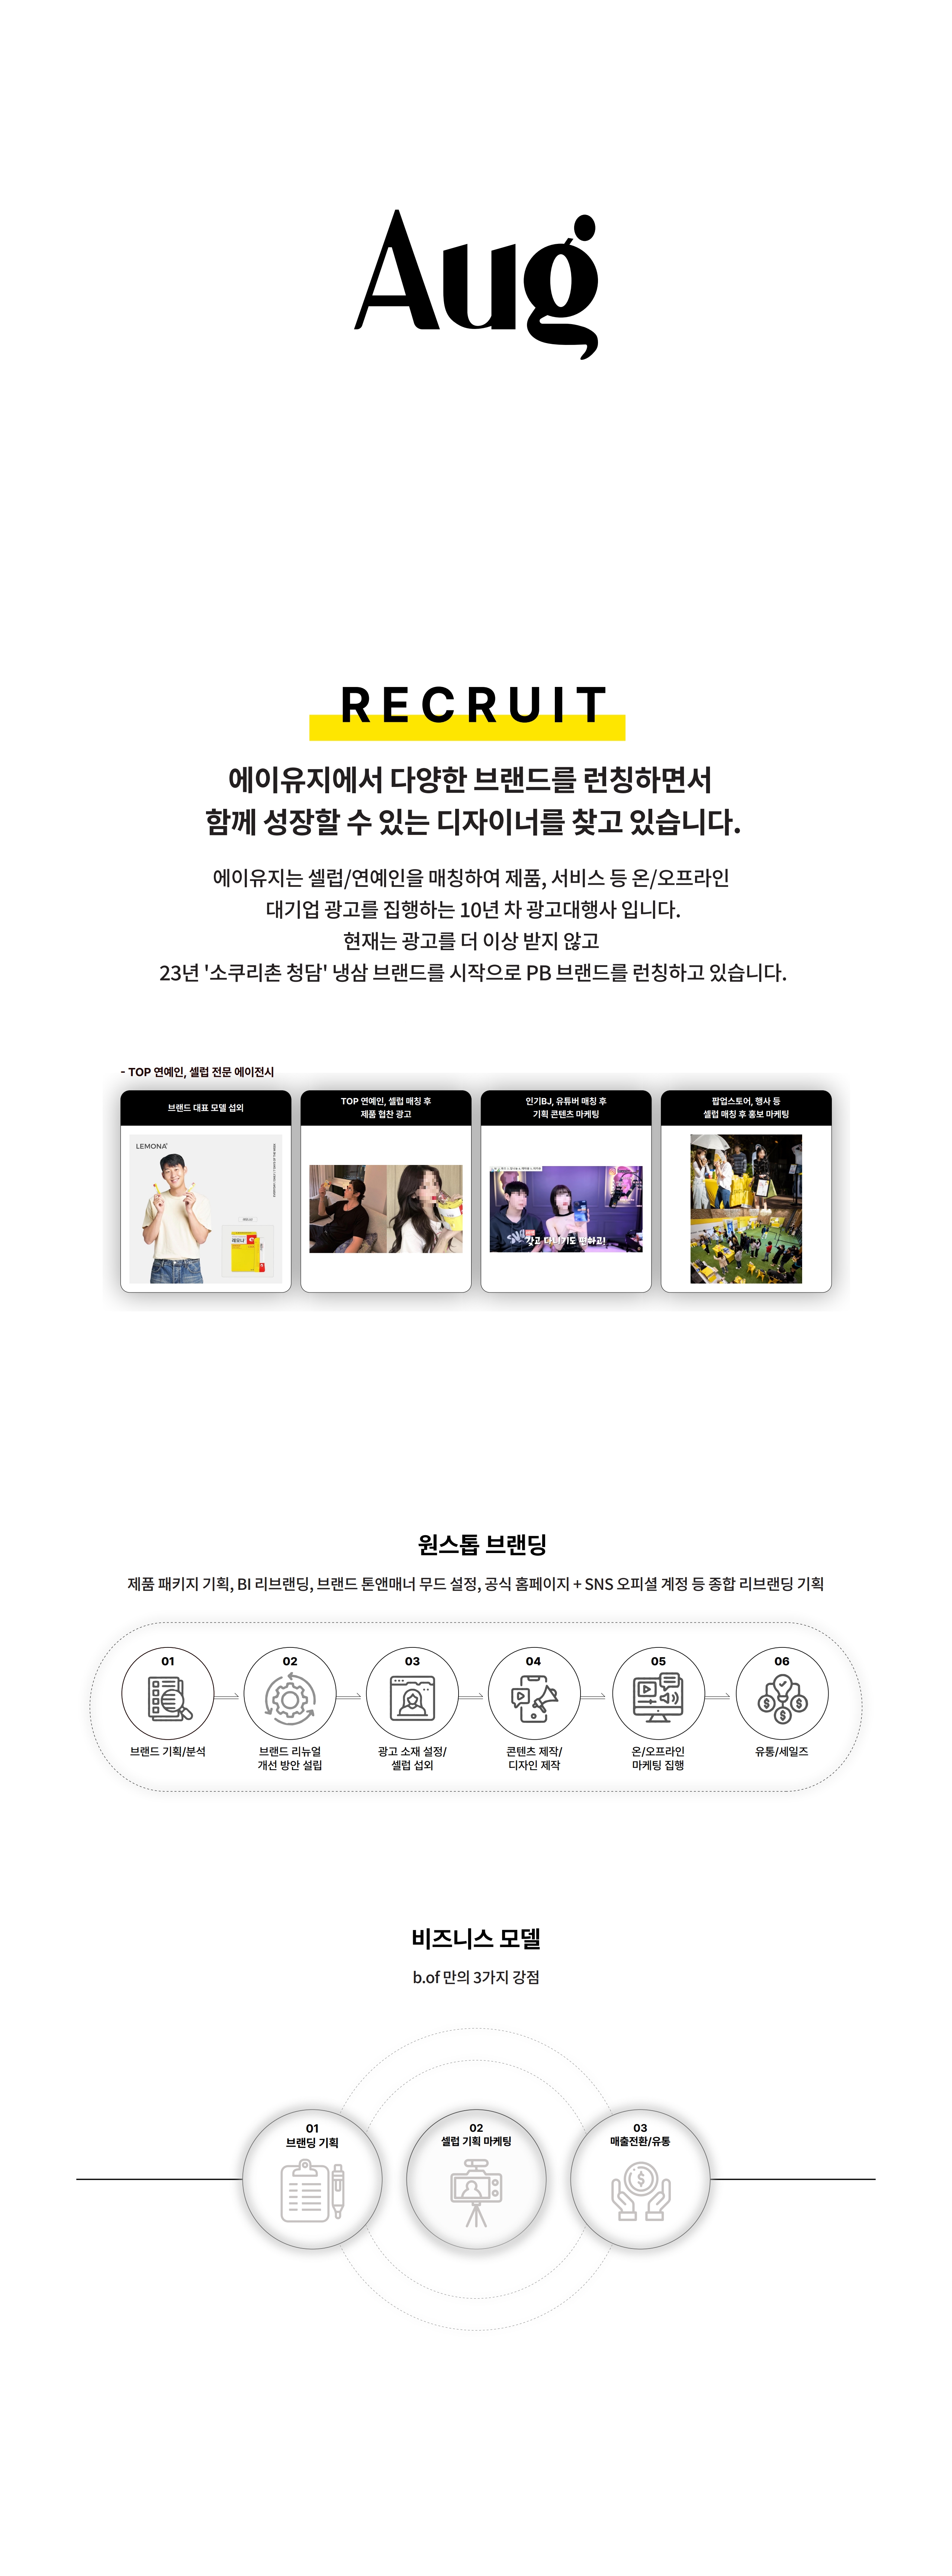 Aug
RECRUIT
에이유지에서 다양한 브랜드를 런칭하면서
함께 성장할 수 있는 디자이너를 찾고 있습니다.
에이유지는 셀럽/연예인을 매칭하여 제품, 서비스 등 온/오프라인
대기업 광고를 집행하는 10년 차 광고대행사 입니다.
현재는 광고를 더 이상 받지 않고
23년 '소쿠리촌 청담' 냉삼 브랜드를 시작으로 PB 브랜드를 런칭하고 있습니다.
- TOP 연예인, 셀럽 전문 에이전시
브랜드 대표 모델 섭외
TOP 연예인, 셀럽 매칭 후
제품 협찬 광고
인기BJ, 유튜버 매칭 후
기획 콘텐츠 마케팅
팝업스토어, 행사 등
셀럽 매칭 후 홍보 마케팅
LEMONA
레모나
갖고 다니기도 편하고!
원스톱 브랜딩
제품 패키지 기획, BI 리브랜딩, 브랜드 톤앤매너 무드 설정, 공식 홈페이지 + SNS 오피셜 계정 등 종합 리브랜딩 기획
01
브랜드 기획/분석
02
브랜드 리뉴얼
개선 방안 설립
03
광고 소재 설정/
셀럽 섭외
04
콘텐츠 제작/
디자인 제작
05
온/오프라인
마케팅 집행
06
유통/세일즈
비즈니스 모델
b.of 만의 3가지 강점
01
브랜딩 기획
02
셀럽 기획 마케팅
03
매출전환/유통